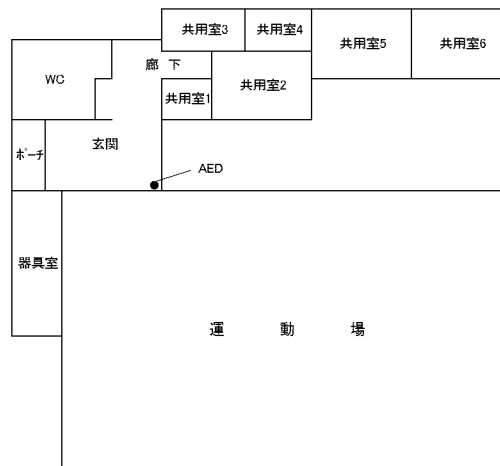 共用室3
共用室4
共用室5
共用室6
廊 下
WC
共用室1
共用室2
玄関
ポーチ
AED
器具室
運 動 場